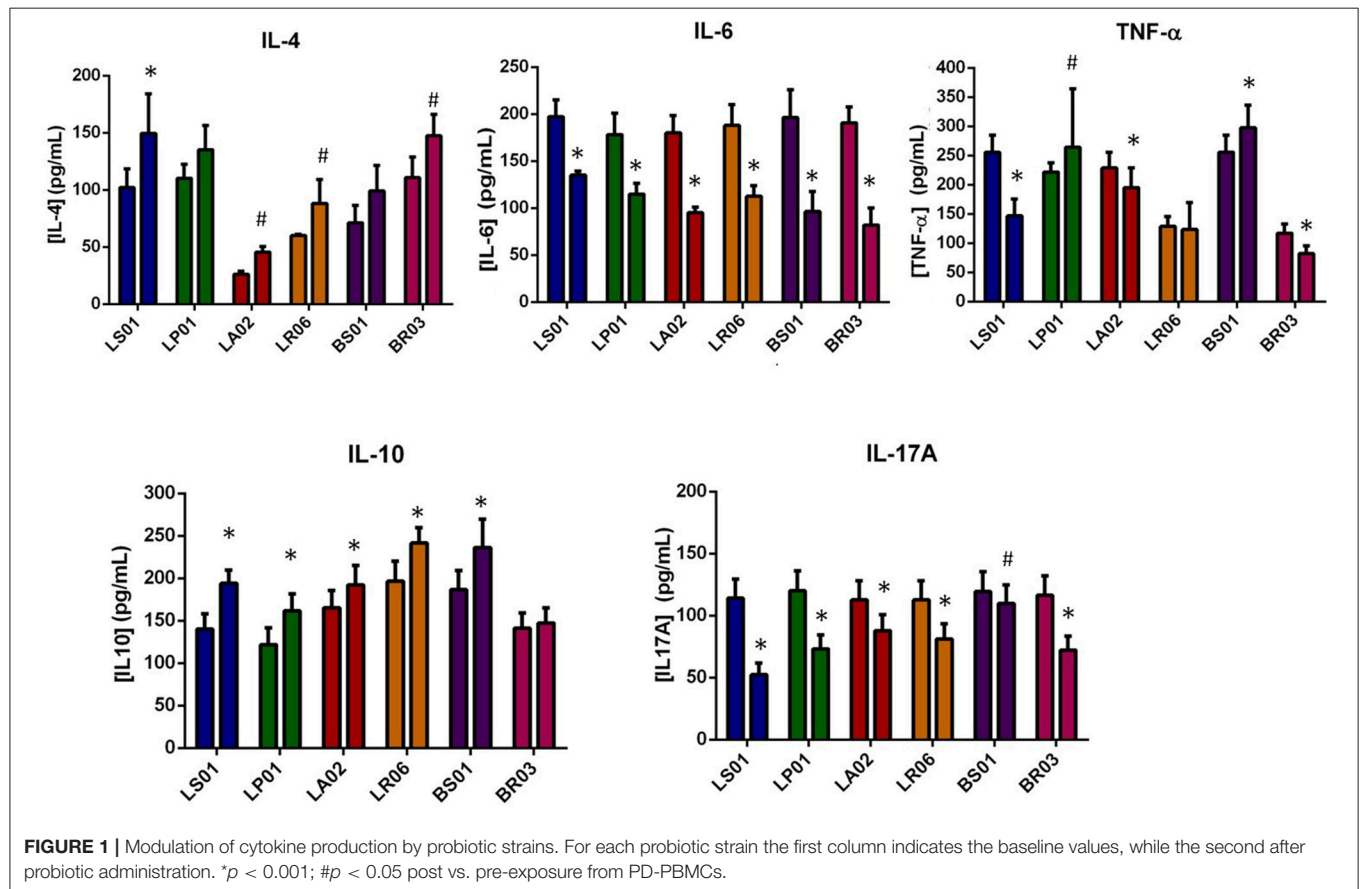 IL-4
[IL-4] (pg/mL)
200
150
100
50
0
*
#
#
#
LS01
LP01
LA02
LR06
BS01
BR03
IL-6
[IL-6] (pg/mL)
250
200
150
100
50
0
*
*
*
*
*
*
LS01
LP01
LA02
LR06
BS01
BR03
TNF-α
[TNF-α] (pg/mL)
400
350
300
250
200
150
100
50
0
*
#
*
*
*
LS01
LP01
LA02
LR06
BS01
BR03
IL-10
[IL10] (pg/mL)
300
250
200
150
100
50
0
*
*
*
*
*
LS01
LP01
LA02
LR06
BS01
BR03
IL-17A
[IL17A] (pg/mL)
200
150
100
50
0
*
*
*
*
#
*
LS01
LP01
LA02
LR06
BS01
BR03
FIGURE 1 | Modulation of cytokine production by probiotic strains. For each probiotic strain the first column indicates the baseline values, while the second after
probiotic administration. *p < 0.001; #p < 0.05 post vs. pre-exposure from PD-PBMCs.